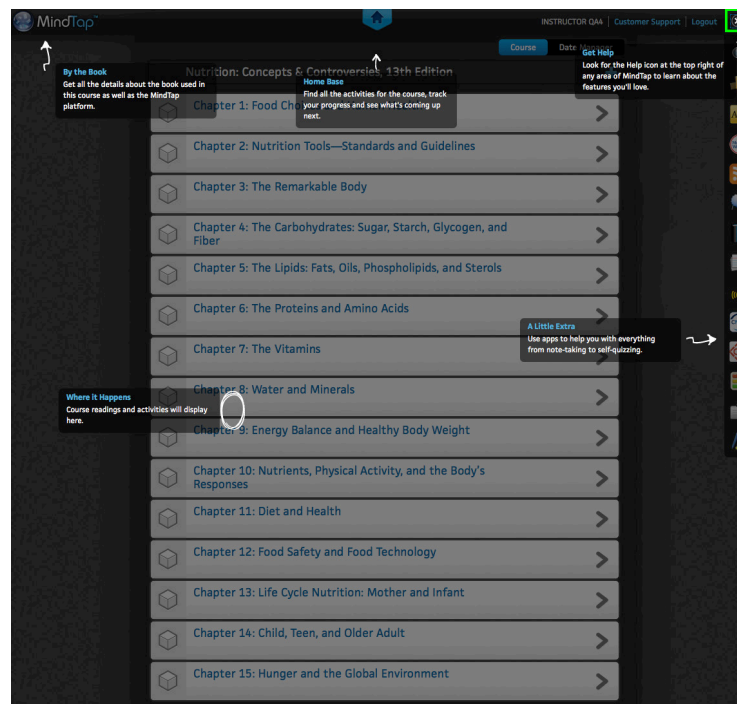 MindTap
INSTRUCTOR QA4 | Customer Support | Logout
Course
Date Manager
Get Help
Look for the Help icon at the top right of
any area of MindTap to learn about the
features you'll love.
By the Book
Get all the details about the book used in
this course as well as the MindTap
platform.
Nutrition: Concepts & Controversies, 13th Edition
Home Base
Find all the activities for the course, track
your progress and see what's coming up
next.
Chapter 1: Food
Chapter 2: Nutrition Tools—Standards and Guidelines
Chapter 3: The Remarkable Body
Chapter 4: The Carbohydrates: Sugar, Starch, Glycogen, and
Fiber
Chapter 5: The Lipids: Fats, Oils, Phospholipids, and Sterols
Chapter 6: The Proteins and Amino Acids
A Little Extra
Use apps to help you with everything
from note-taking to self-quizzing.
Chapter 7: The Vitamins
Chapter 8: Water and Minerals
Where it Happens
Course readings and activities will display
here.
Chapter 9: Energy Balance and Healthy Body Weight
Chapter 10: Nutrients, Physical Activity, and the Body's
Responses
Chapter 11: Diet and Health
Chapter 12: Food Safety and Food Technology
Chapter 13: Life Cycle Nutrition: Mother and Infant
Chapter 14: Child, Teen, and Older Adult
Chapter 15: Hunger and the Global Environment